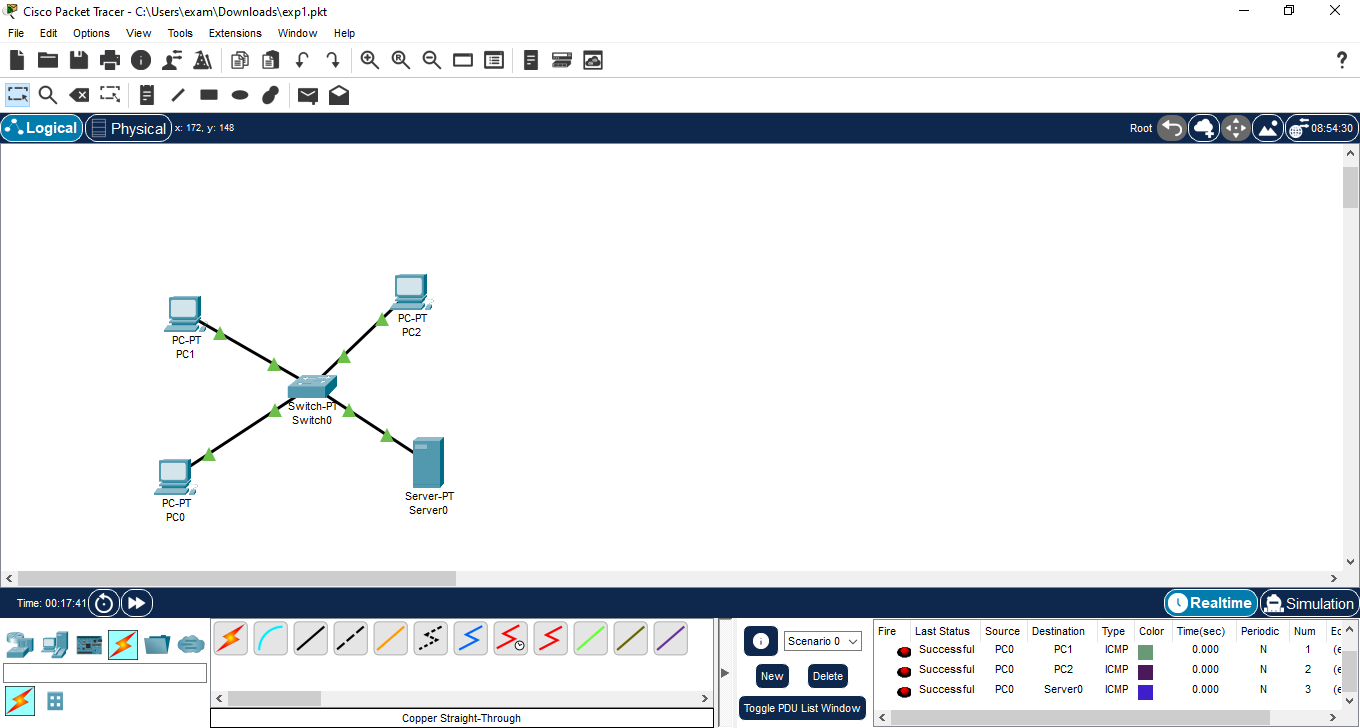 Cisco Packet Tracer - C:\Users\exam\Downloads\exp1.pkt
File Edit Options View Tools Extensions Window Help
Logical Physical x: 172, y: 148 Root 08:54:30
PC-PT
PC2
PC-PT
PC1
Switch-PT
Switch0
Server-PT
Server0
PC-PT
PC0
Time: 00:17:41 Realtime Simulation
Scenario 0
New Delete
Toggle PDU List Window
Copper Straight-Through
Fire Last Status Source Destination Type Color Time(sec) Periodic Num
Successful PC0 PC1 ICMP 0.000 N 1 (e
Successful PC0 PC2 ICMP 0.000 N 2 (e
Successful PC0 Server0 ICMP 0.000 N 3 (e